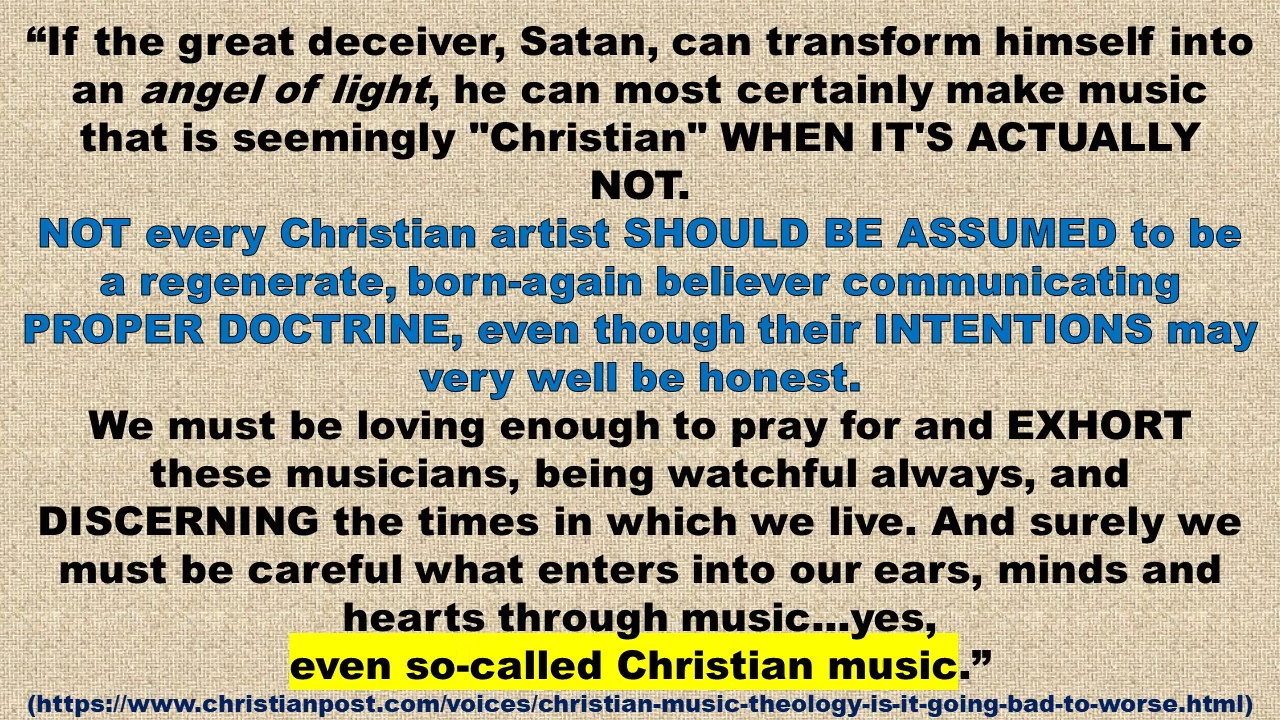 “If the great deceiver, Satan, can transform himself into
an angel of light, he can most certainly make music
that is seemingly "Christian" WHEN IT'S ACTUALLY
NOT.
NOT every Christian artist SHOULD BE ASSUMED to be
a regenerate, born-again believer communicating
PROPER DOCTRINE, even though their INTENTIONS may
very well be honest.
We must be loving enough to pray for and EXHORT
these musicians, being watchful always, and
DISCERNING the times in which we live. And surely we
must be careful what enters into our ears, minds and
hearts through music...yes,
even so-called Christian music.”
(https://www.christianpost.com/voices/christian-music-theology-is-it-going-bad-to-worse.html)